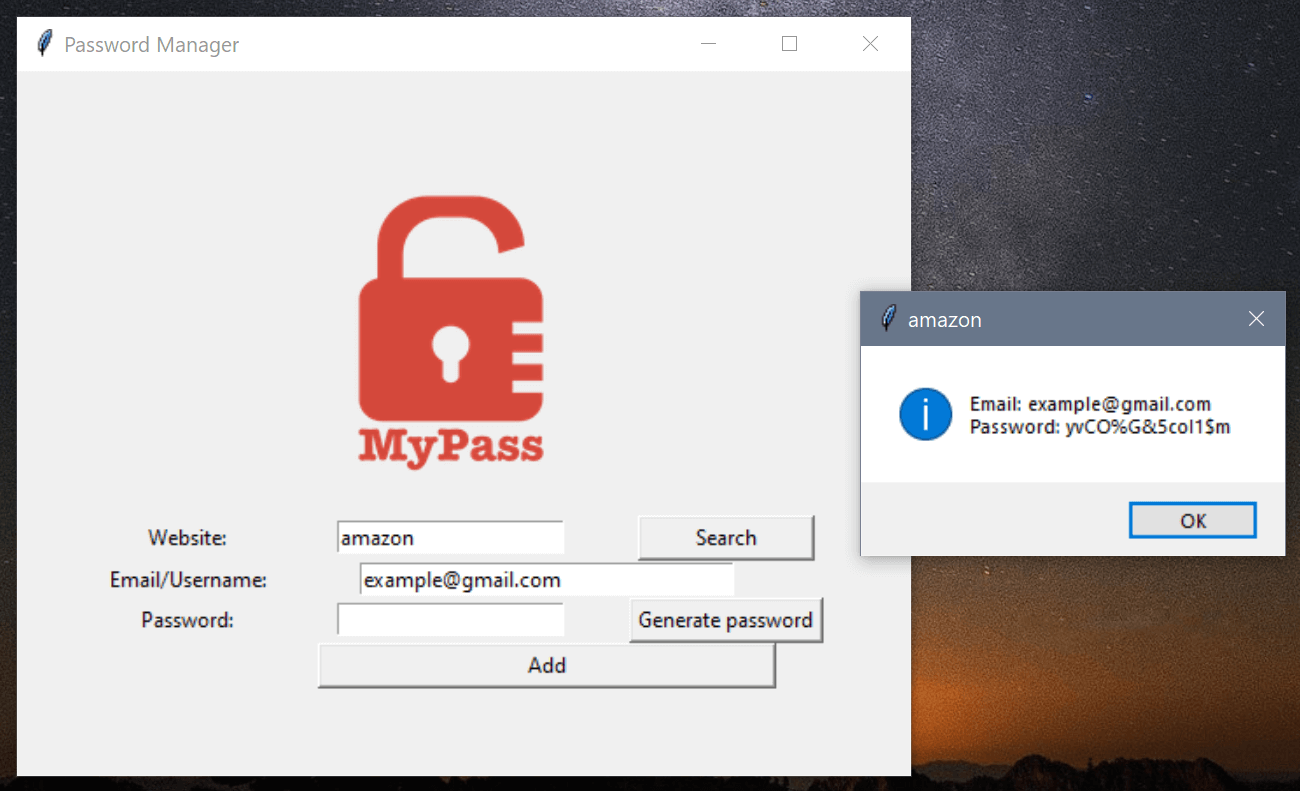 Password Manager
MyPass
Website:
amazon
Search
Email/Username:
example@gmail.com
Password:
Generate password
Add
amazon
Email: example@gmail.com
Password: yvCO%G&5col1$m
OK